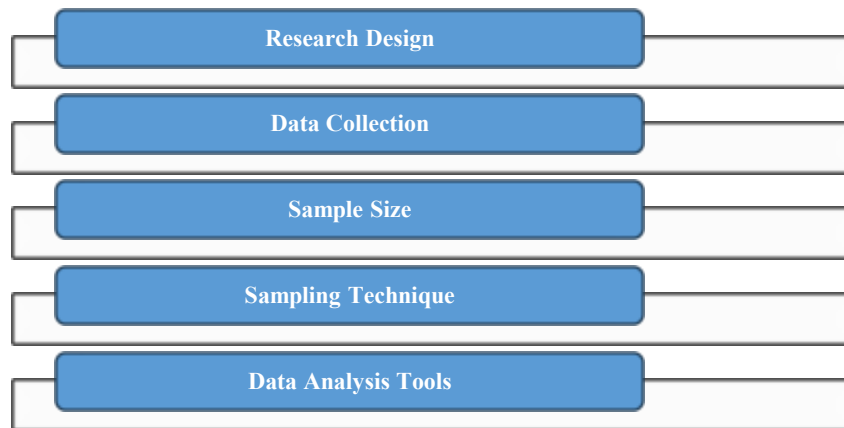 Research Design
Data Collection
Sample Size
Sampling Technique
Data Analysis Tools